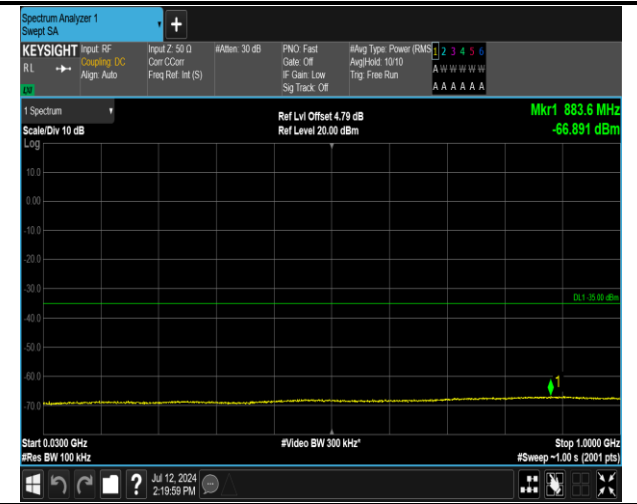 Spectrum Analyzer 1
Swept SA
+
KEYSIGHT
RL
Input: RF
Coupling: DC
Align: Auto
Input Z: 50 Ω
Corr CCorr
Freq Ref: Int (S)
#Atten: 30 dB
PNO: Fast
Gate: Off
IF Gain: Low
Sig Track: Off
#Avg Type: Power (RMS
Avg|Hold: 10/10
Trig: Free Run
1 2 3 4 5 6
A W W W W W
A A A A A A
1 Spectrum
Scale/Div 10 dB
Ref Lvl Offset 4.79 dB
Ref Level 20.00 dBm
Mkr1 883.6 MHz
-66.891 dBm
Log
10.0
0.00
-10.0
-20.0
-30.0
DL1 -35.00 dBm
-40.0
-50.0
-60.0
1
-70.0
Start 0.0300 GHz
#Video BW 300 kHz*
Stop 1.0000 GHz
#Res BW 100 kHz
#Sweep ~1.00 s (2001 pts)
?
Jul 12, 2024
2:19:59 PM